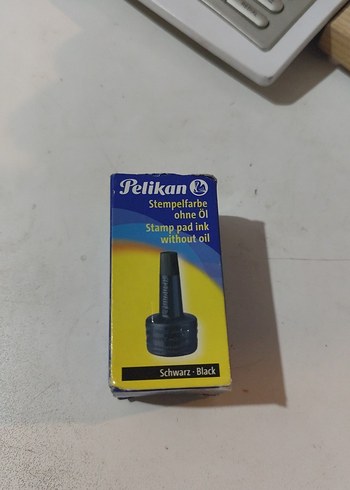 Pelikan
Stempelfarbe
ohne Öl
Stamp pad ink
without oil
Schwarz · Black